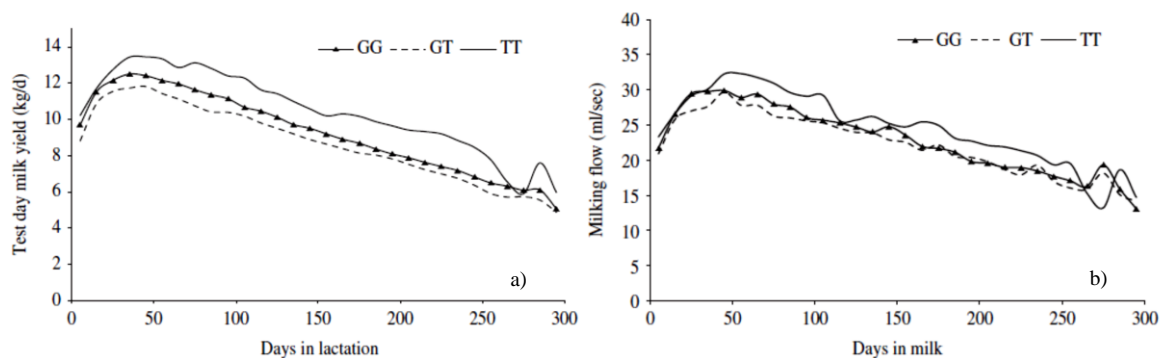 GG GT TT
Test day milk yield (kg/d)
14
12
10
8
6
4
2
0
0 50 100 150 200 250 300
Days in lactation
a)
GG GT TT
Milking flow (ml/sec)
40
35
30
25
20
15
10
5
0
0 50 100 150 200 250 300
Days in milk
b)